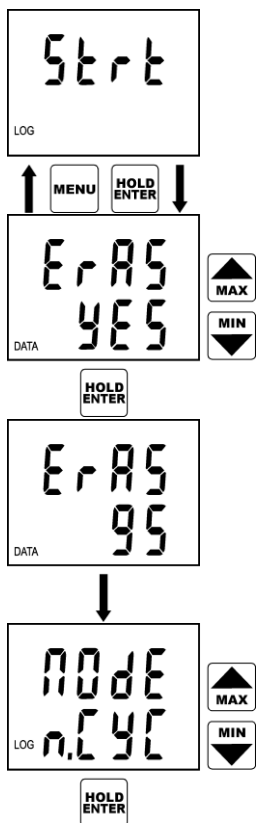 Strt
LOG
MENU HOLD ENTER
ErAS
MAX
YES
MIN
DATA
HOLD ENTER
ErAS
95
DATA
MOdE
MAX
LOG n.CYC
MIN
HOLD ENTER